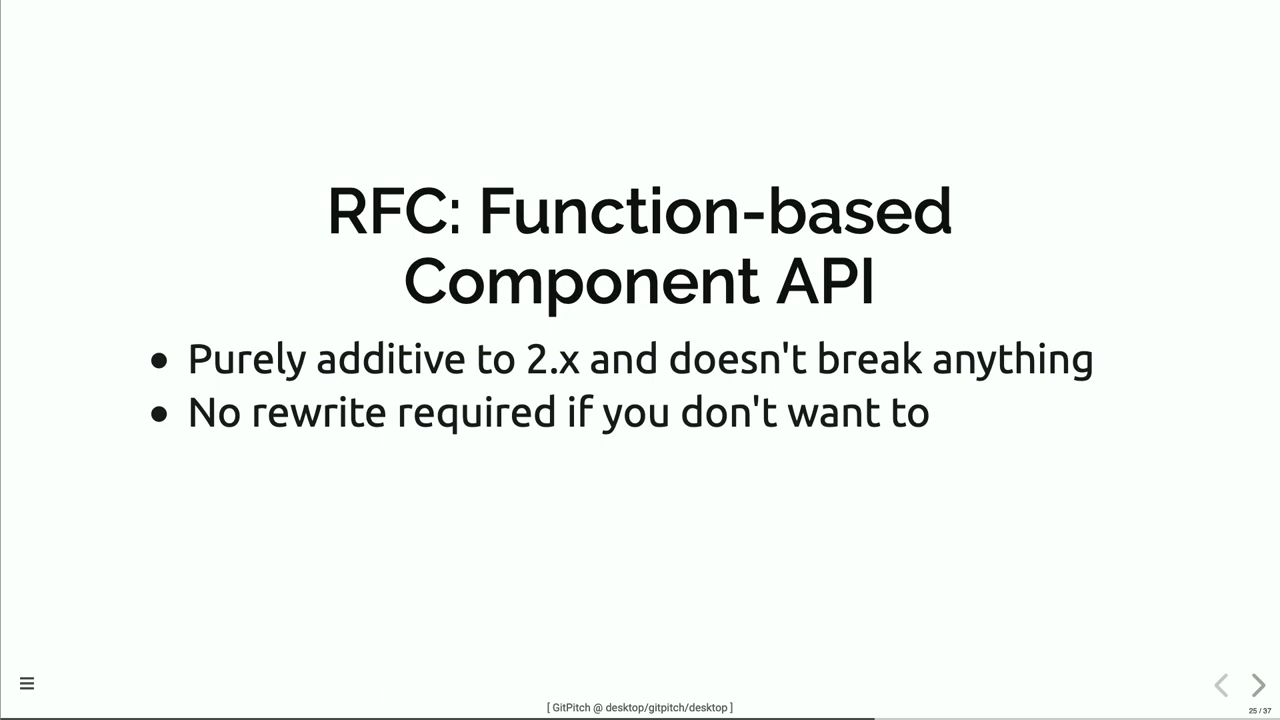 RFC: Function-based
Component API
● Purely additive to 2.x and doesn't break anything
● No rewrite required if you don't want to
[ GitPitch @ desktop/gitpitch/desktop ]
25 / 37